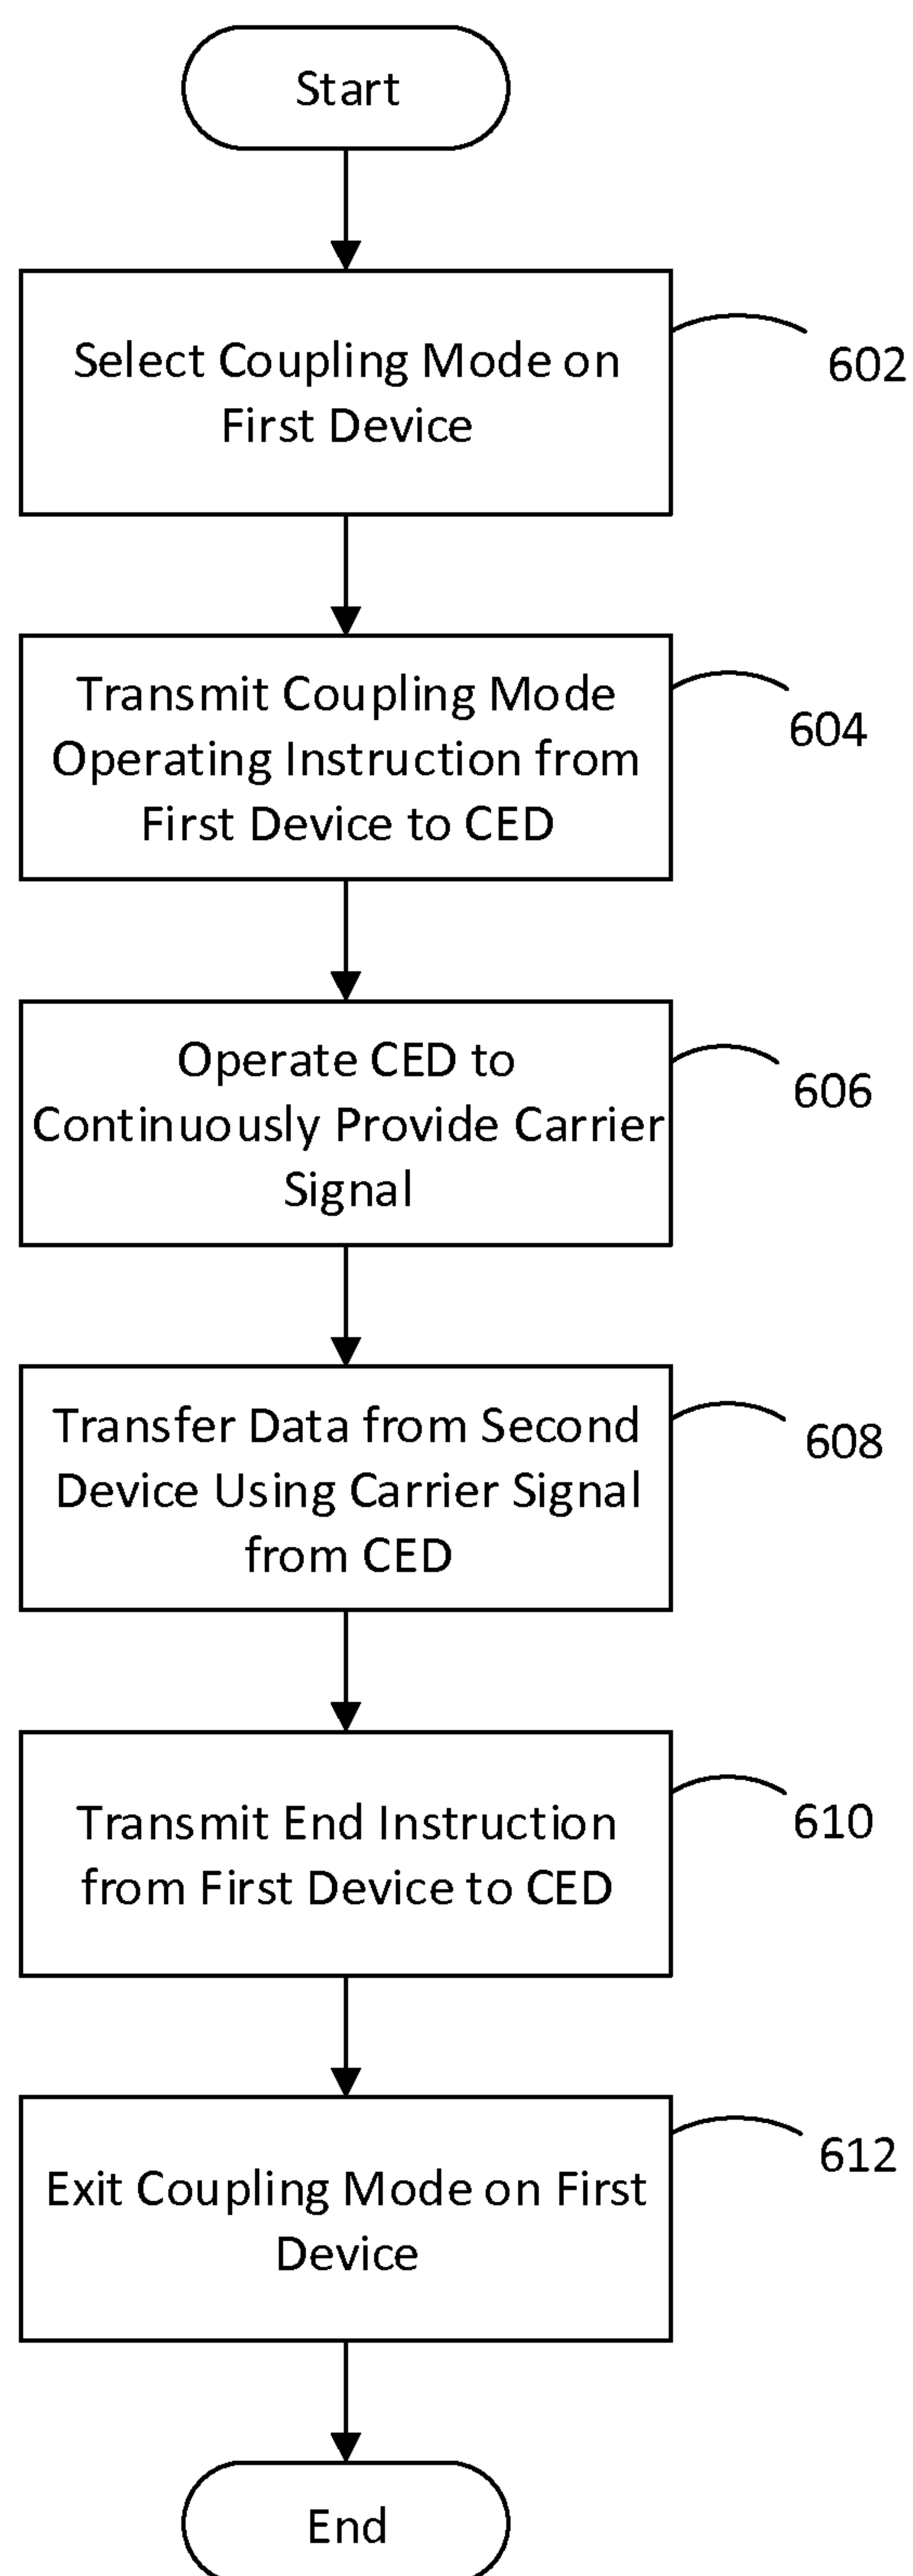 Start
Select Coupling Mode on
First Device
602
Transmit Coupling Mode
Operating Instruction from
First Device to CED
604
Operate CED to
Continuously Provide Carrier
Signal
606
Transfer Data from Second
Device Using Carrier Signal
from CED
608
Transmit End Instruction
from First Device to CED
610
Exit Coupling Mode on First
Device
612
End